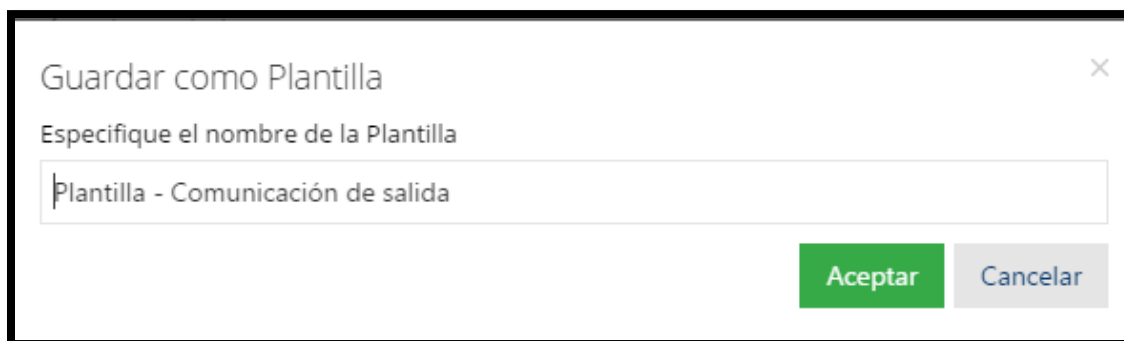 Guardar como Plantilla
Especifique el nombre de la Plantilla
Plantilla - Comunicación de salida
Aceptar Cancelar